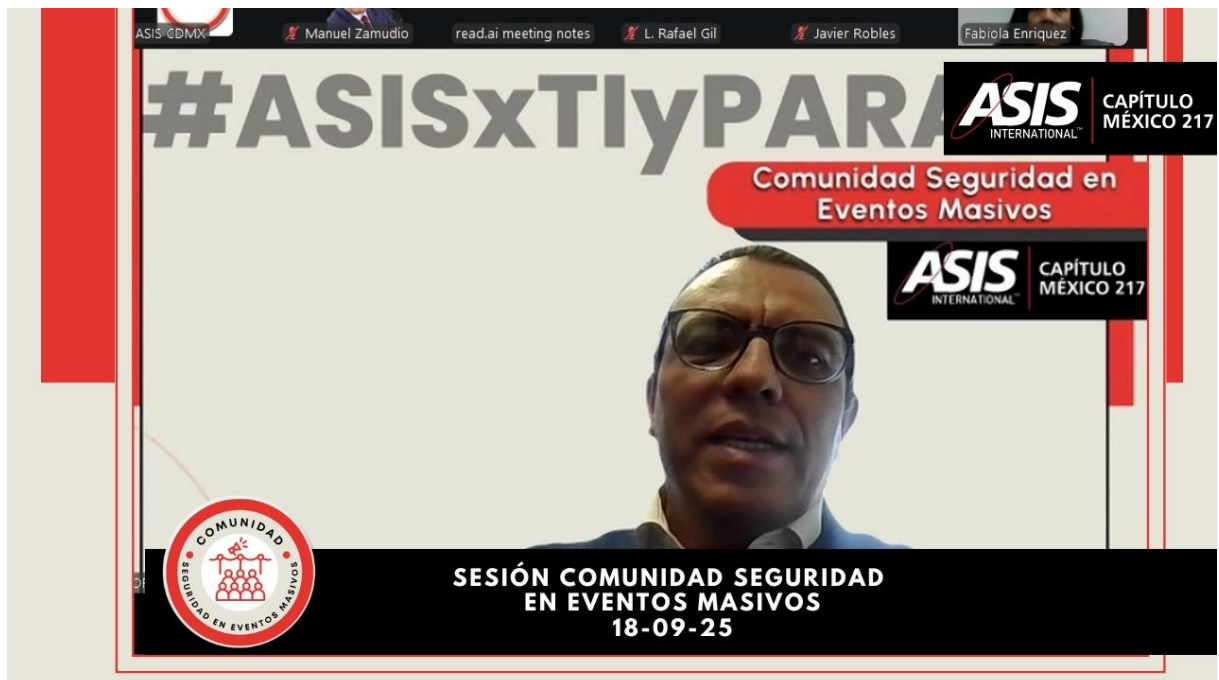 ASIS-CDMX
Manuel Zamudio
read.ai meeting notes
L. Rafael Gil
Javier Robles
Fabiola Enriquez
#ASISxTIyPARA
ASIS
INTERNATIONAL™
CAPÍTULO
MÉXICO 217
Comunidad Seguridad en
Eventos Masivos
ASIS
INTERNATIONAL™
CAPÍTULO
MÉXICO 217
COMUNIDAD
SEGURIDAD EN EVENTOS MASIVOS
SESIÓN COMUNIDAD SEGURIDAD
EN EVENTOS MASIVOS
18-09-25